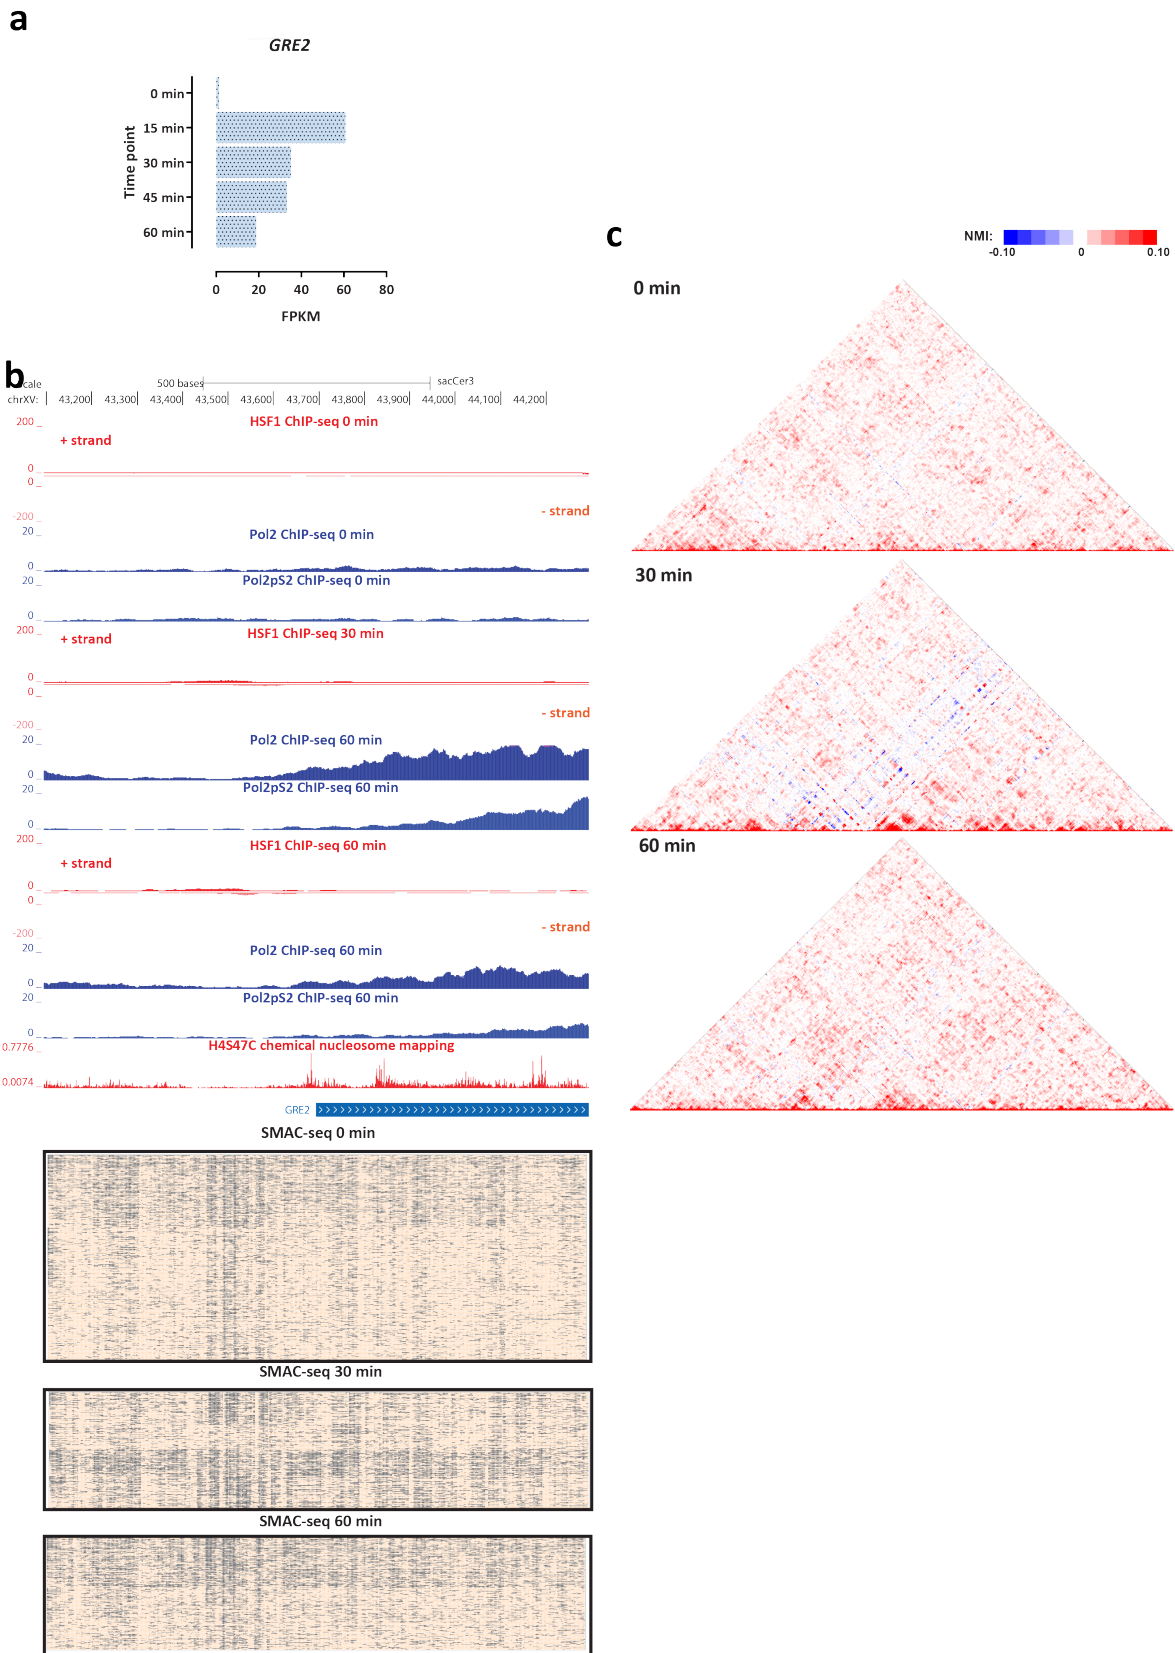 a
GRE2
Time point
0 min
15 min
30 min
45 min
60 min
0 20 40 60 80
FPKM
b
cale
500 bases
sacCer3
chrXV:
43,200 43,300 43,400 43,500 43,600 43,700 43,800 43,900 44,000 44,100 44,200
HSF1 ChIP-seq 0 min
200
+ strand
0
0
- strand
-200
20
Pol2 ChIP-seq 0 min
0
20
Pol2pS2 ChIP-seq 0 min
0
200
HSF1 ChIP-seq 30 min
+ strand
0
0
- strand
-200
20
Pol2 ChIP-seq 60 min
0
20
Pol2pS2 ChIP-seq 60 min
0
200
HSF1 ChIP-seq 60 min
+ strand
0
0
- strand
-200
20
Pol2 ChIP-seq 60 min
0
20
Pol2pS2 ChIP-seq 60 min
0
0.7776
H4S47C chemical nucleosome mapping
0.0074
GRE2
SMAC-seq 0 min
SMAC-seq 30 min
SMAC-seq 60 min
c
NMI:
-0.10 0 0.10
0 min
30 min
60 min